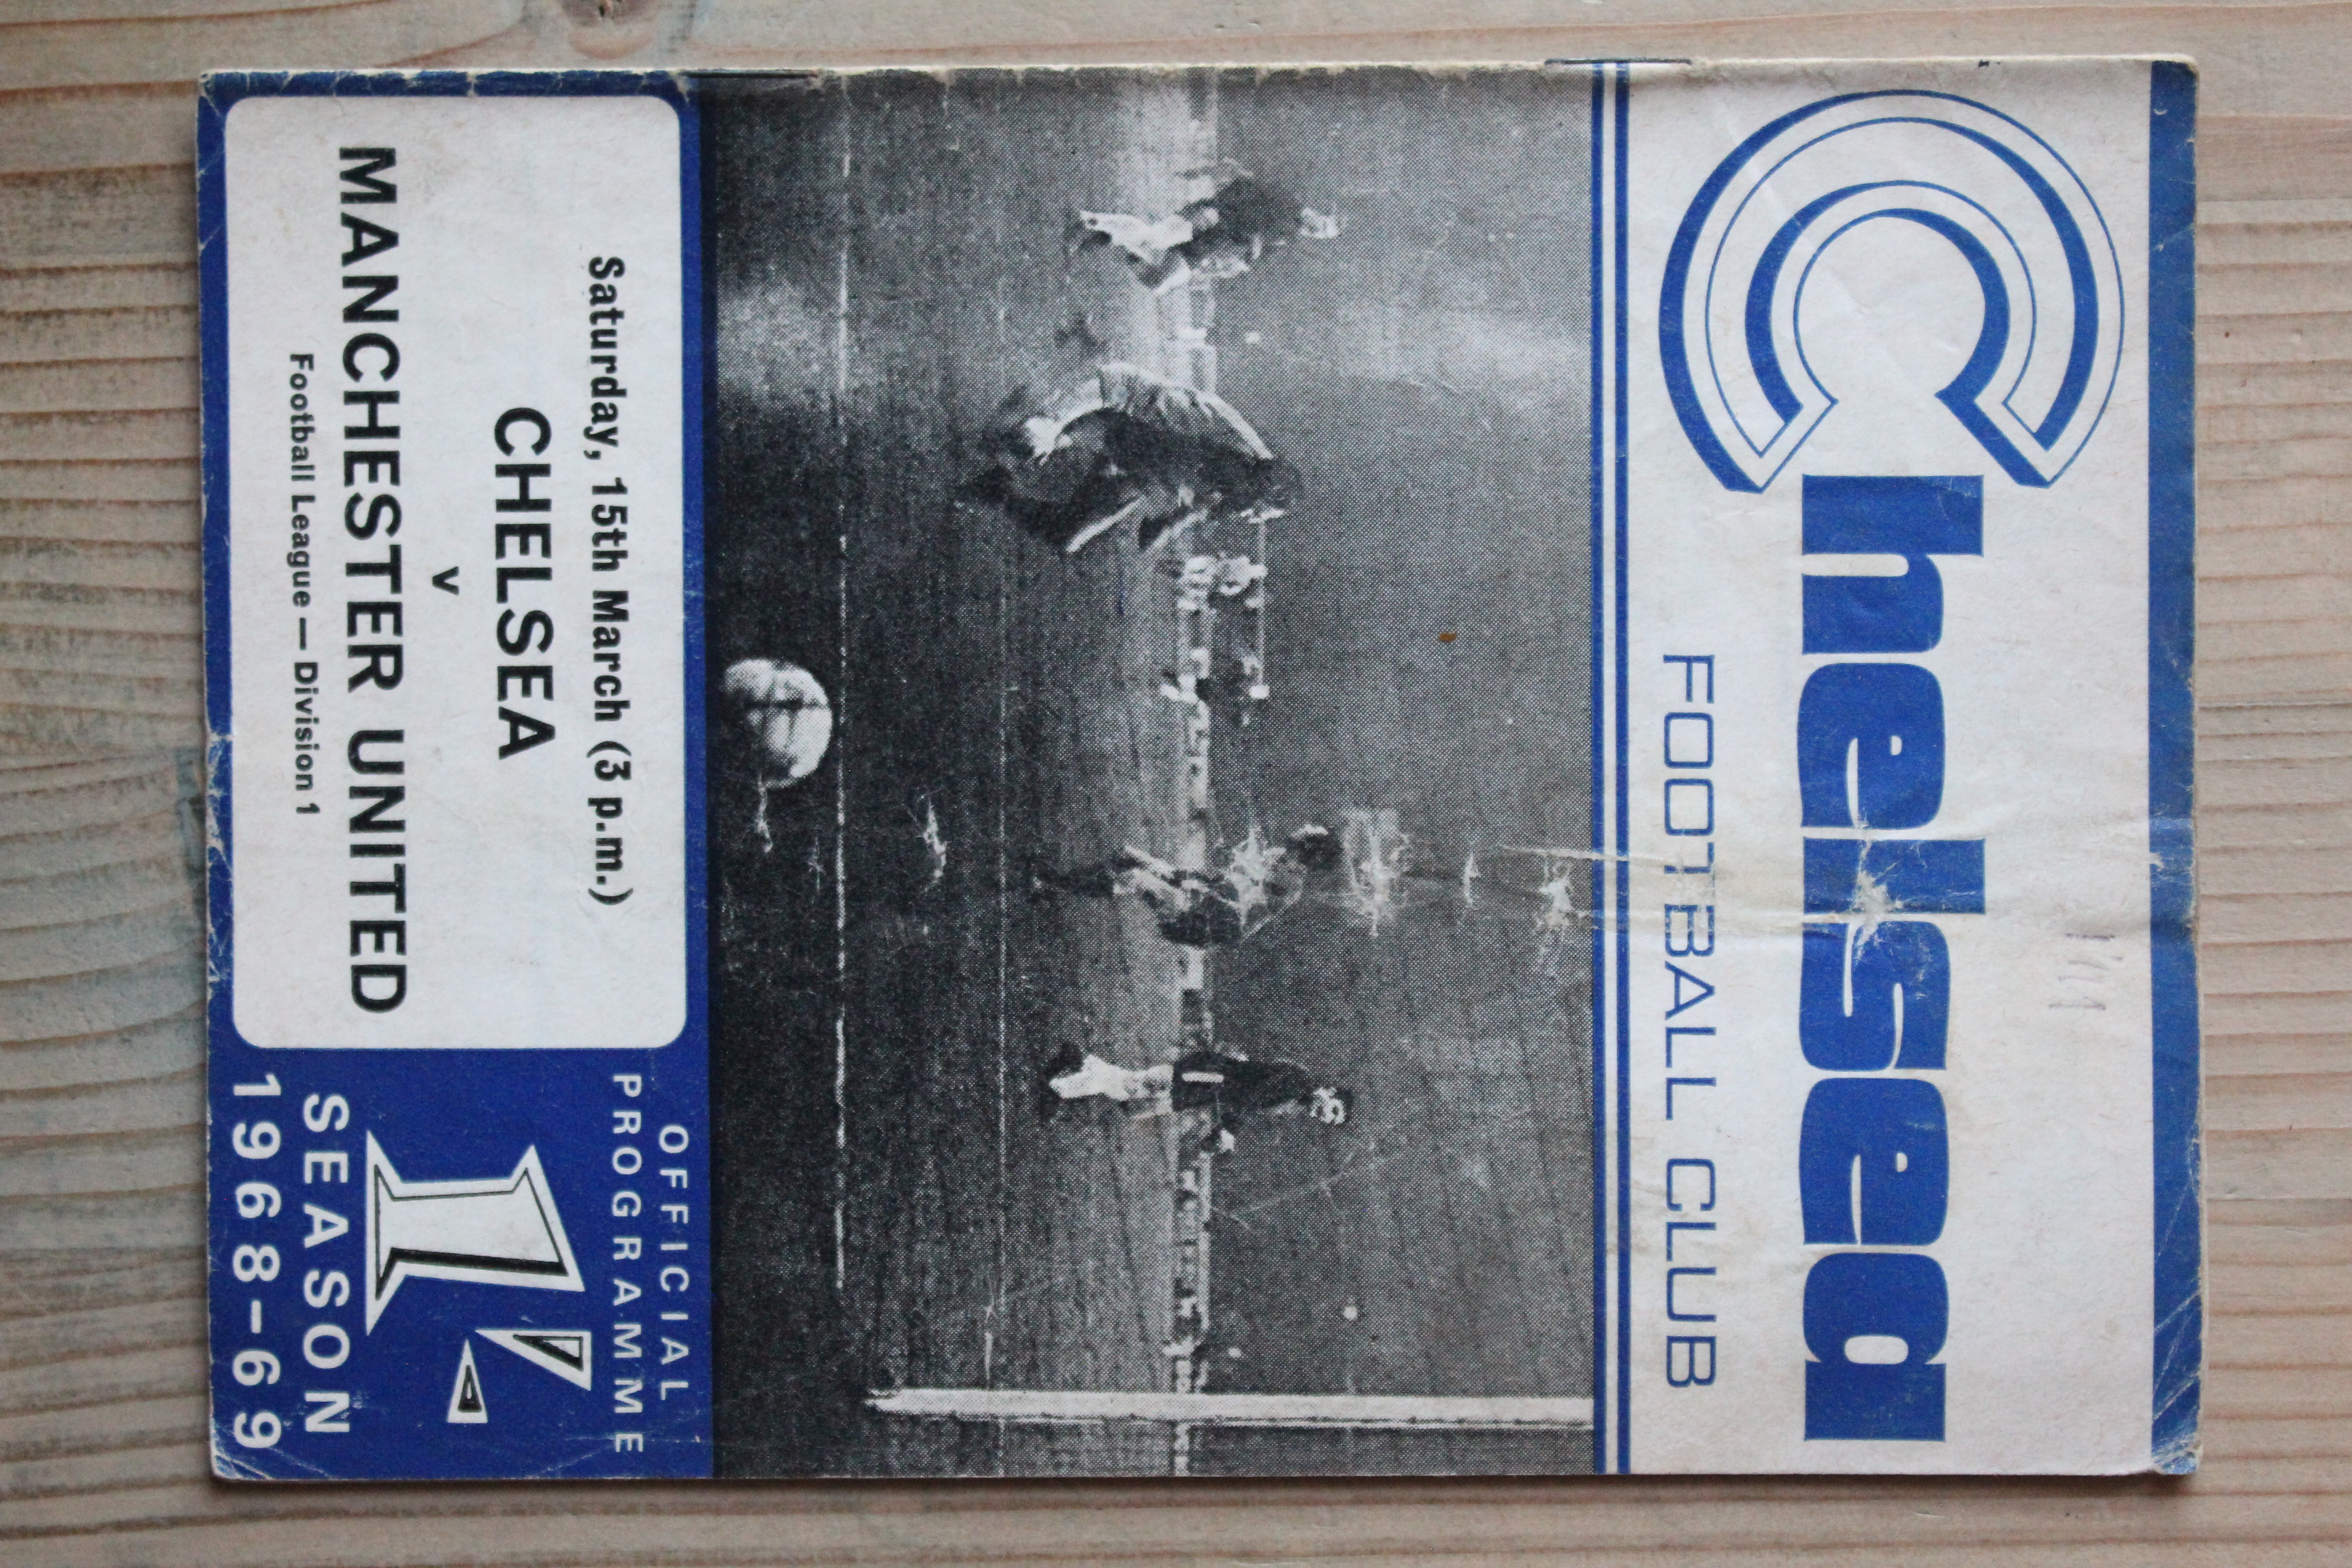 Chelsea
FOOTBALL CLUB
OFFICIAL
PROGRAMME
1/-
SEASON
1968-69
Saturday, 15th March (3 p.m.)
CHELSEA
v
MANCHESTER UNITED
Football League — Division 1